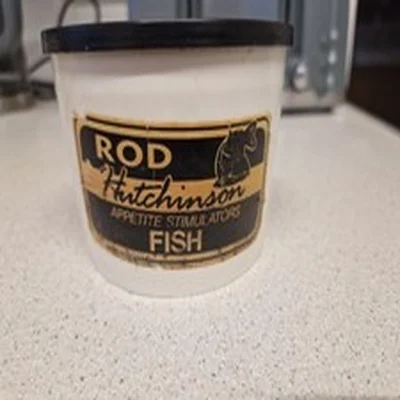 ROD
Hutchinson
APPETITE STIMULATORS
FISH